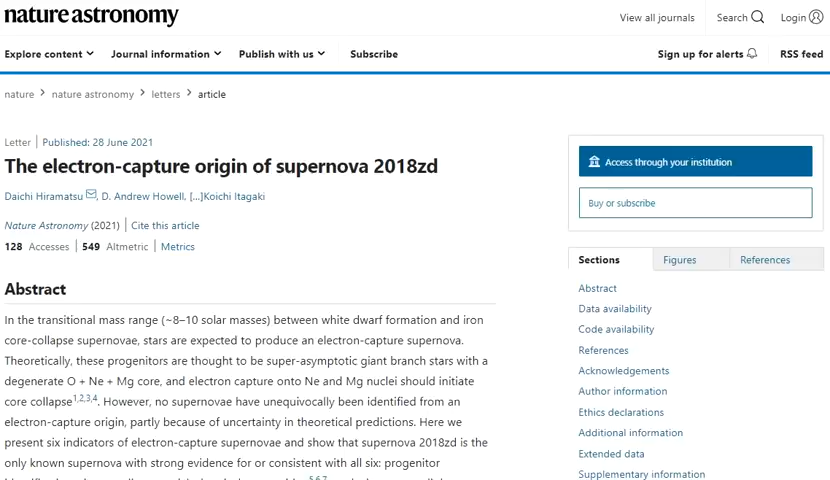 nature astronomy
View all journals Search Login
Explore content Journal information Publish with us Subscribe
Sign up for alerts RSS feed
nature > nature astronomy > letters > article
Letter | Published: 28 June 2021
The electron-capture origin of supernova 2018zd
Daichi Hiramatsu, D. Andrew Howell, […]Koichi Itagaki
Nature Astronomy (2021) | Cite this article
128 Accesses | 549 Altmetric | Metrics
Abstract
In the transitional mass range (~8–10 solar masses) between white dwarf formation and iron
core-collapse supernovae, stars are expected to produce an electron-capture supernova.
Theoretically, these progenitors are thought to be super-asymptotic giant branch stars with a
degenerate O + Ne + Mg core, and electron capture onto Ne and Mg nuclei should initiate
core collapse1,2,3,4. However, no supernovae have unequivocally been identified from an
electron-capture origin, partly because of uncertainty in theoretical predictions. Here we
present six indicators of electron-capture supernovae and show that supernova 2018zd is the
only known supernova with strong evidence for or consistent with all six: progenitor
Access through your institution
Buy or subscribe
Sections Figures References
Abstract
Data availability
Code availability
References
Acknowledgements
Author information
Ethics declarations
Additional information
Extended data
Supplementary information